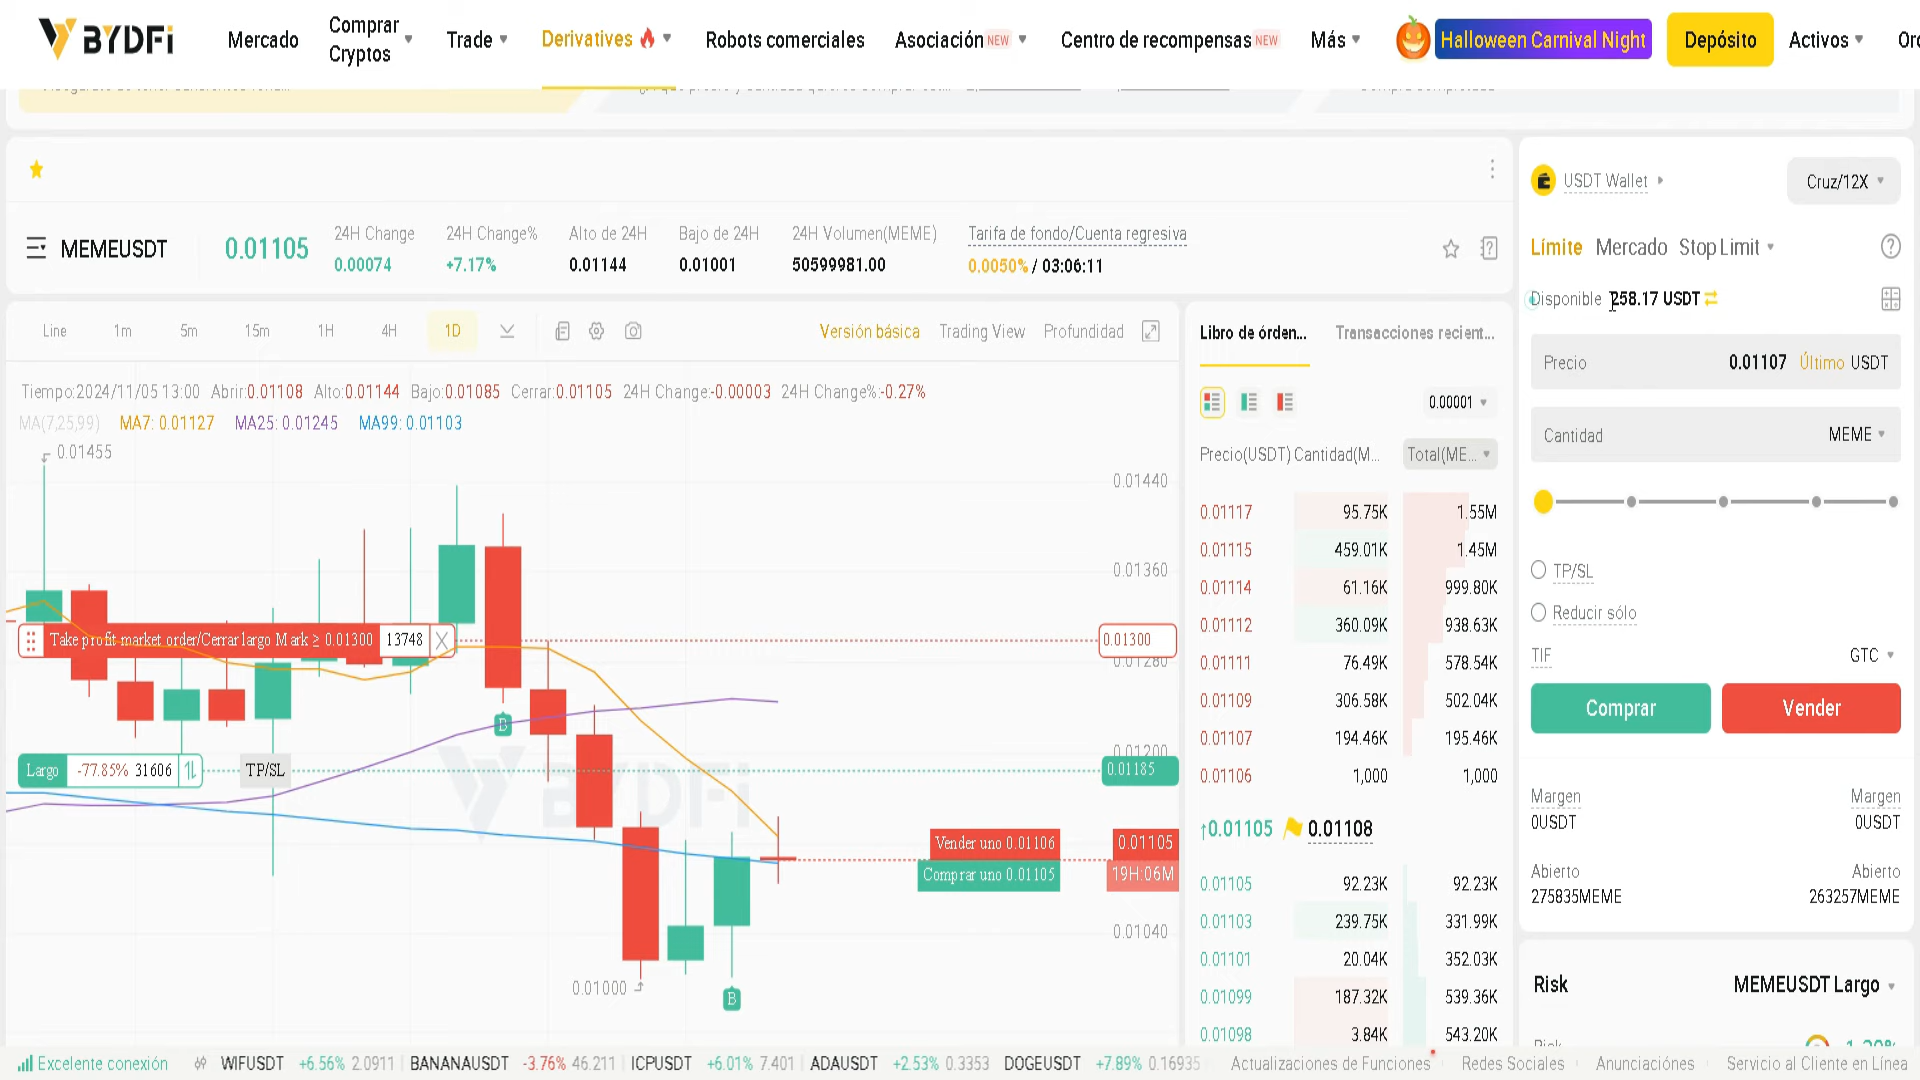 BYDFi
Mercado
Comprar
Cryptos
Trade
Derivatives
Robots comerciales
Asociación NEW
Centro de recompensas NEW
Más
Halloween Carnival Night
Depósito
Activos
USDT Wallet
Cruz/12X
MEMEUSDT
0.01105
24H Change
0.00074
24H Change%
+7.17%
Alto de 24H
0.01144
Bajo de 24H
0.01001
24H Volumen(MEME)
50599981.00
Tarifa de fondo/Cuenta regresiva
0.0050% / 03:06:11
Límite Mercado Stop Limit
Disponible 258.17 USDT
Line 1m 5m 15m 1H 4H 1D
Versión básica Trading View Profundidad
Libro de órden... Transacciones recient...
Precio 0.01107 Último USDT
Tiempo:2024/11/05 13:00 Abrir:0.01108 Alto:0.01144 Bajo:0.01085 Cerrar:0.01105 24H Change:-0.00003 24H Change%:-0.27%
MA(7,25,99) MA7: 0.01127 MA25: 0.01245 MA99: 0.01103
0.00001
Cantidad MEME
0.01455
Precio(USDT) Cantidad(M... Total(ME...
0.01440
0.01117 95.75K 1.55M
0.01115 459.01K 1.45M
0.01360
0.01114 61.16K 999.80K
TP/SL
0.01112 360.09K 938.63K
Reducir sólo
Take profit market order/Cerrar largo Mark ≥ 0.01300 13748
0.01300
0.01280
0.01111 76.49K 578.54K
TIF GTC
0.01109 306.58K 502.04K
Comprar Vender
B
0.01107 194.46K 195.46K
0.01200
Largo -77.85% 31606
TP/SL
0.01185
0.01106 1,000 1,000
BYDFi
Margen Margen
0USDT 0USDT
↑0.01105 0.01108
Vender uno 0.01106
0.01105
Comprar uno 0.01105
19H:06M
0.01105 92.23K 92.23K
Abierto Abierto
275835MEME 263257MEME
0.01103 239.75K 331.99K
0.01040
0.01101 20.04K 352.03K
0.01000
B
0.01099 187.32K 539.36K
Risk MEMEUSDT Largo
0.01098 3.84K 543.20K
Excelente conexión
WIFUSDT +6.56% 2.0911
BANANAUSDT -3.76% 46.211
ICPUSDT +6.01% 7.401
ADAUSDT +2.53% 0.3353
DOGEUSDT +7.89% 0.16935
Actualizaciones de Funciones
Redes Sociales
Anunciaciónes
Servicio al Cliente en Línea